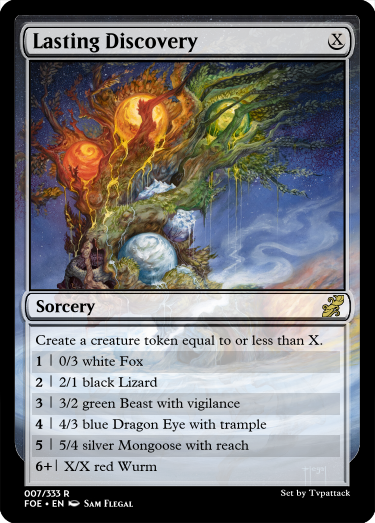 Lasting Discovery X
Sorcery
Create a creature token equal to or less than X.
1 | 0/3 white Fox
2 | 2/1 black Lizard
3 | 3/2 green Beast with vigilance
4 | 4/3 blue Dragon Eye with trample
5 | 5/4 silver Mongoose with reach
6+| X/X red Wurm
007/333 R
FOE • EN Sam Flegal
Set by Tvpattack